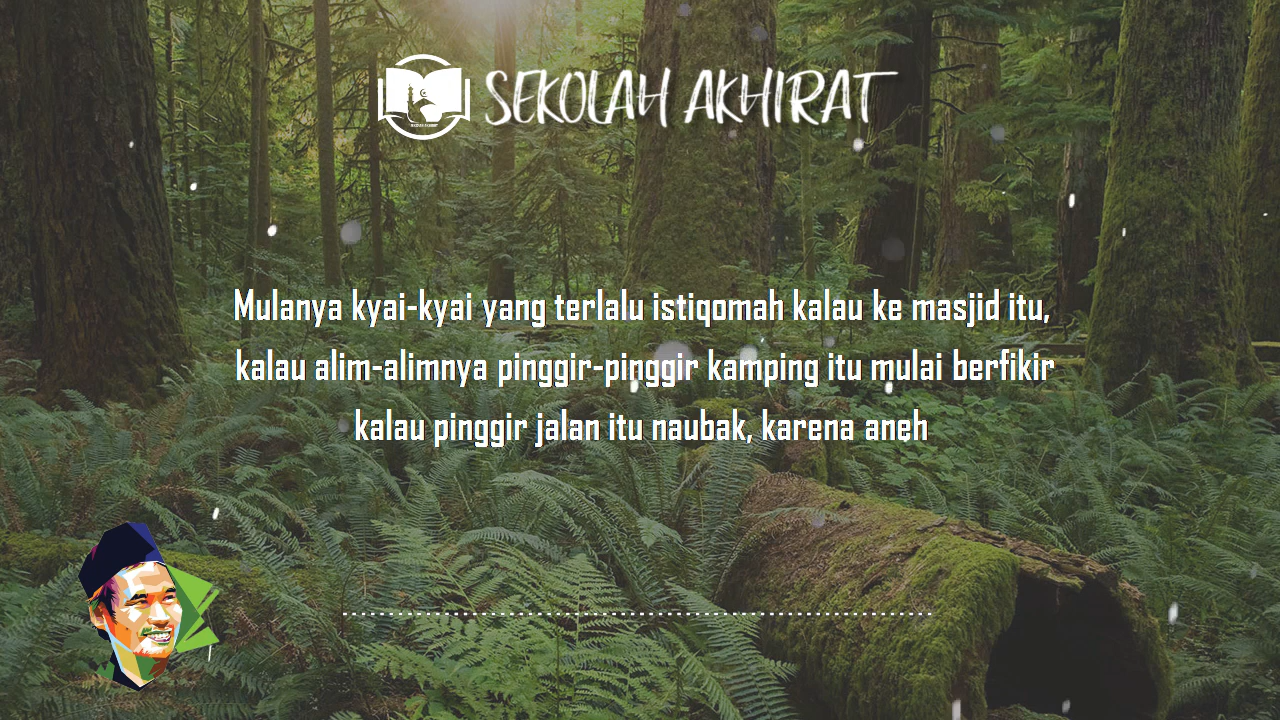 SEKOLAH AKHIRAT
Mulanya kyai-kyai yang terlalu istiqomah kalau ke masjid itu,
kalau alim-alimnya pinggir-pinggir kamping itu mulai berfikir
kalau pinggir jalan itu naubak, karena aneh